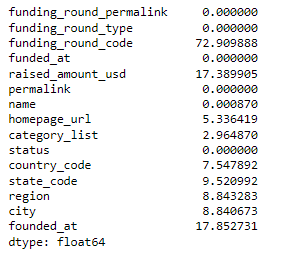 funding_round_permalink 0.000000
funding_round_type 0.000000
funding_round_code 72.909888
funded_at 0.000000
raised_amount_usd 17.389905
permalink 0.000000
name 0.000870
homepage_url 5.336419
category_list 2.964870
status 0.000000
country_code 7.547892
state_code 9.520992
region 8.843283
city 8.840673
founded_at 17.852731
dtype: float64